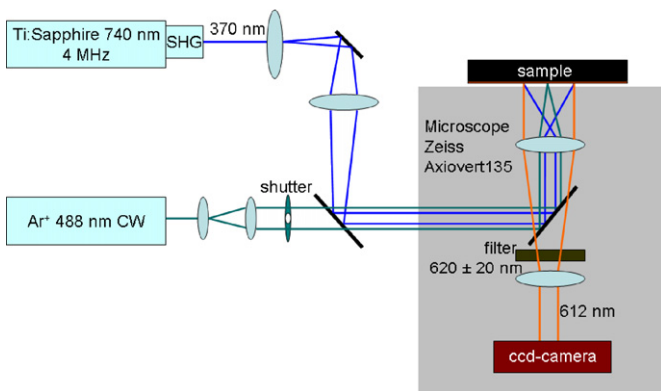 Ti:Sapphire 740 nm
4 MHz
SHG
370 nm
sample
Microscope
Zeiss
Axiovert135
shutter
Ar⁺ 488 nm CW
filter
620 ± 20 nm
612 nm
ccd-camera